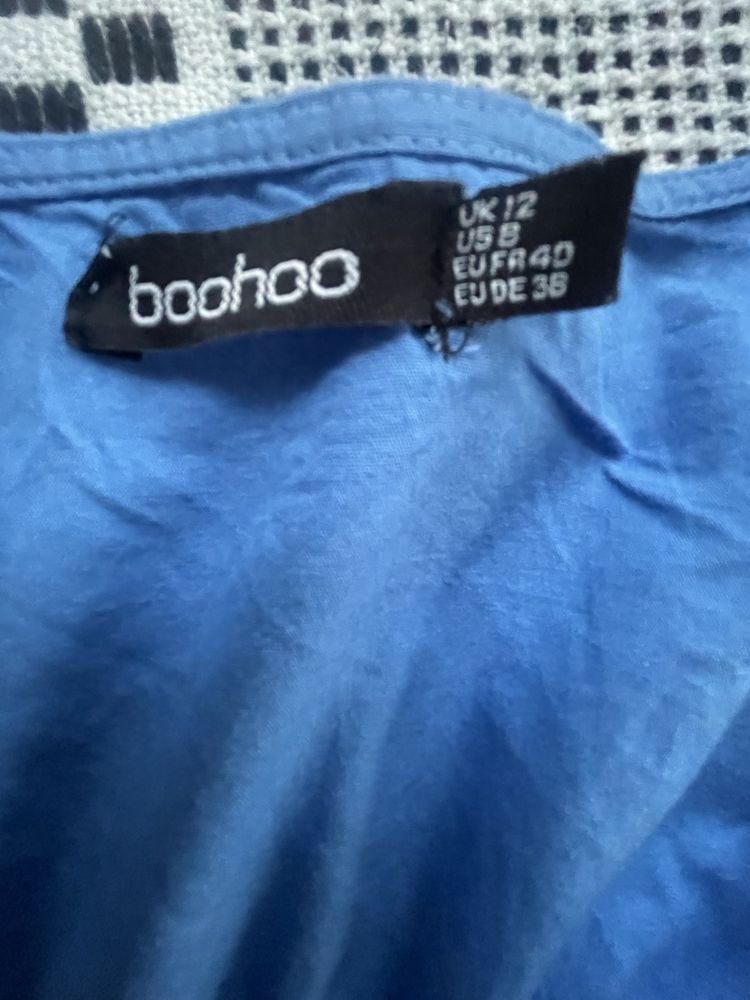 boohoo
UK 12
US 8
EU FR 40
EU DE 38